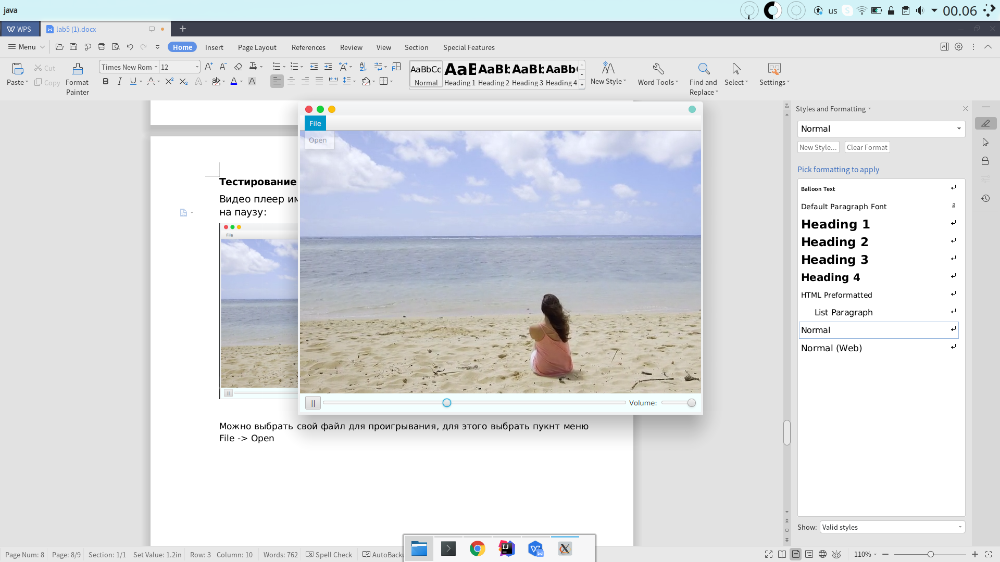 java
us
00.06
WPS
lab5 (1).docx
Menu
Home
Insert
Page Layout
References
Review
View
Section
Special Features
Paste
Cut
Copy
Format Painter
Times New Rom
12
AaBbCc
Normal
Heading 1
Heading 2
Heading 3
Heading 4
New Style
Word Tools
Find and Replace
Select
Settings
File
Open
Тестирование
Видео плеер им
на паузу:
File
Volume:
Можно выбрать свой файл для проигрывания, для этого выбрать пукнт меню
File -> Open
Styles and Formatting
Normal
New Style...
Clear Format
Pick formatting to apply
Balloon Text
Default Paragraph Font
Heading 1
Heading 2
Heading 3
Heading 4
HTML Preformatted
List Paragraph
Normal
Normal (Web)
Show:
Valid styles
Page Num: 8
Page: 8/9
Section: 1/1
Set Value: 1.2in
Row: 3
Column: 10
Words: 762
Spell Check
AutoBacku
110%